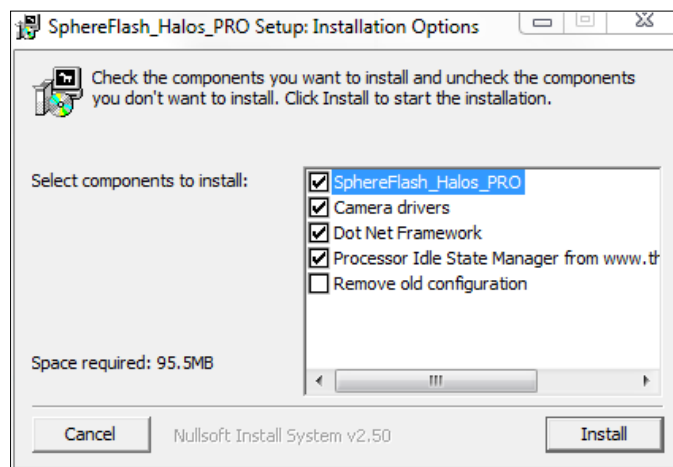 SphereFlash_Halos_PRO Setup: Installation Options
Check the components you want to install and uncheck the components
you don't want to install. Click Install to start the installation.
Select components to install:
SphereFlash_Halos_PRO
Camera drivers
Dot Net Framework
Processor Idle State Manager from www.th
Remove old configuration
Space required: 95.5MB
Cancel
Nullsoft Install System v2.50
Install